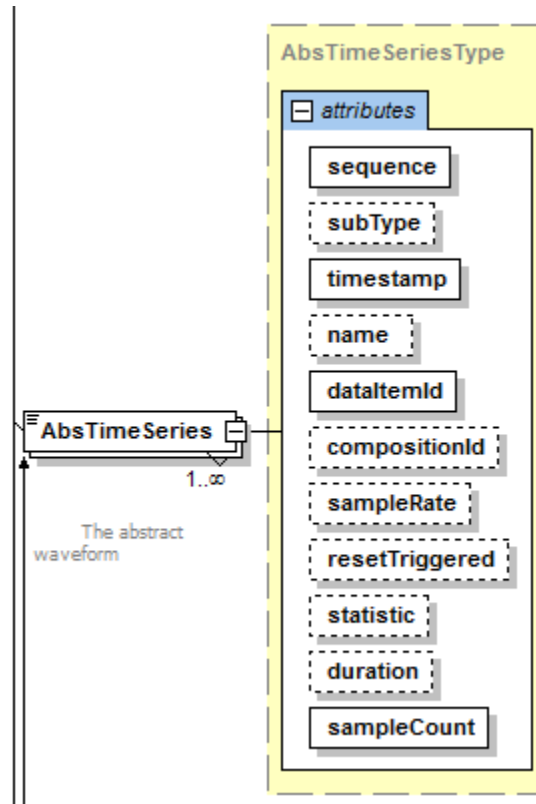 AbsTimeSeriesType
attributes
sequence
subType
timestamp
name
dataItemId
AbsTimeSeries
compositionId
1..∞
sampleRate
The abstract
waveform
resetTriggered
statistic
duration
sampleCount